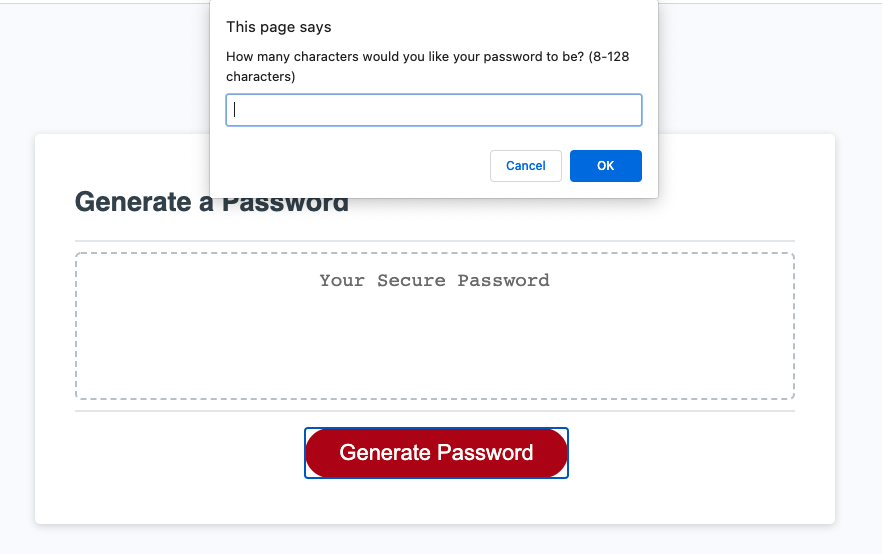 This page says
How many characters would you like your password to be? (8-128
characters)
Cancel
OK
Generate a Password
Your Secure Password
Generate Password